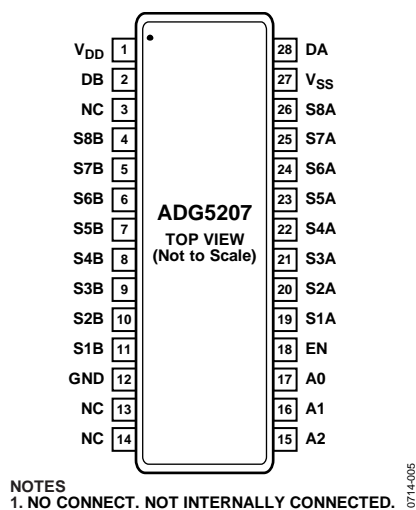 VDD 1 28 DA
DB 2 27 VSS
NC 3 26 S8A
S8B 4 25 S7A
S7B 5 24 S6A
S6B 6 23 S5A
S5B 7 22 S4A
S4B 8 21 S3A
S3B 9 20 S2A
S2B 10 19 S1A
S1B 11 18 EN
GND 12 17 A0
NC 13 16 A1
NC 14 15 A2
ADG5207
TOP VIEW
(Not to Scale)
NOTES
1. NO CONNECT. NOT INTERNALLY CONNECTED.
0714-005